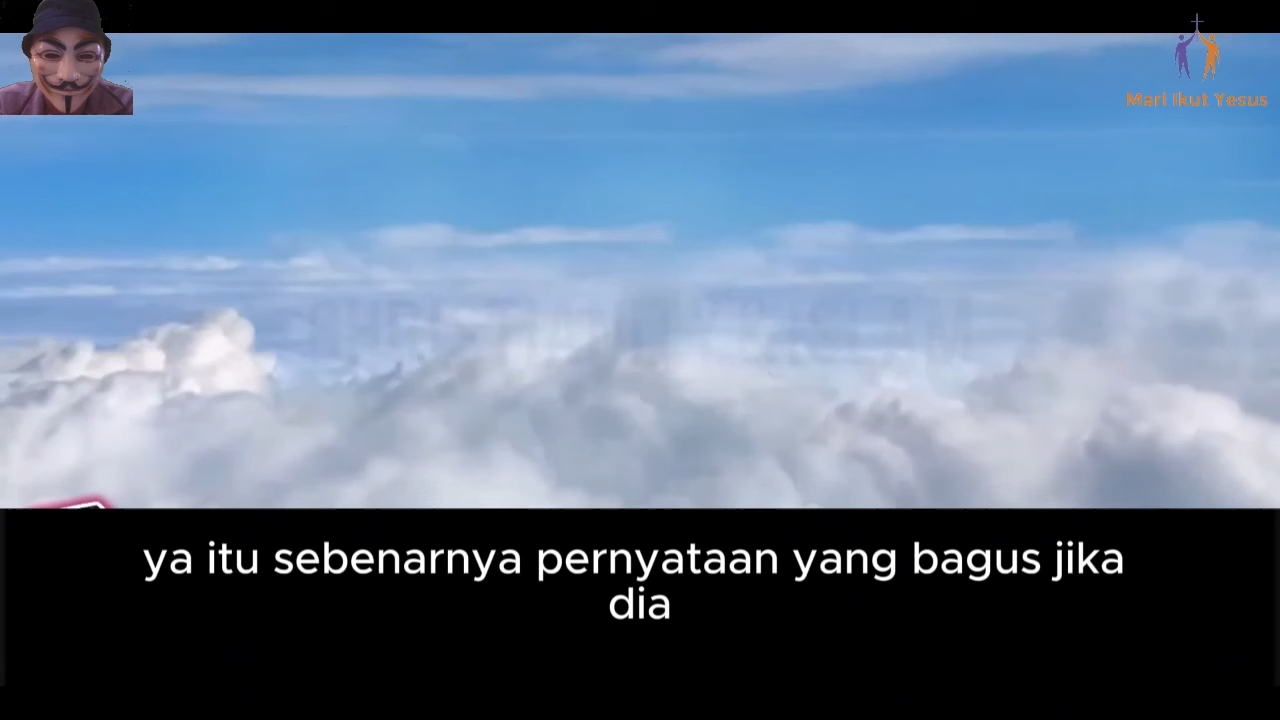 Mari Ikut Yesus
ya itu sebenarnya pernyataan yang bagus jika
dia